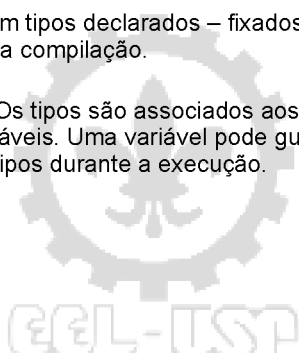 m tipos declarados – fixados
a compilação.
Os tipos são associados aos
áveis. Uma variável pode gu
ipos durante a execução.
EEL-USP